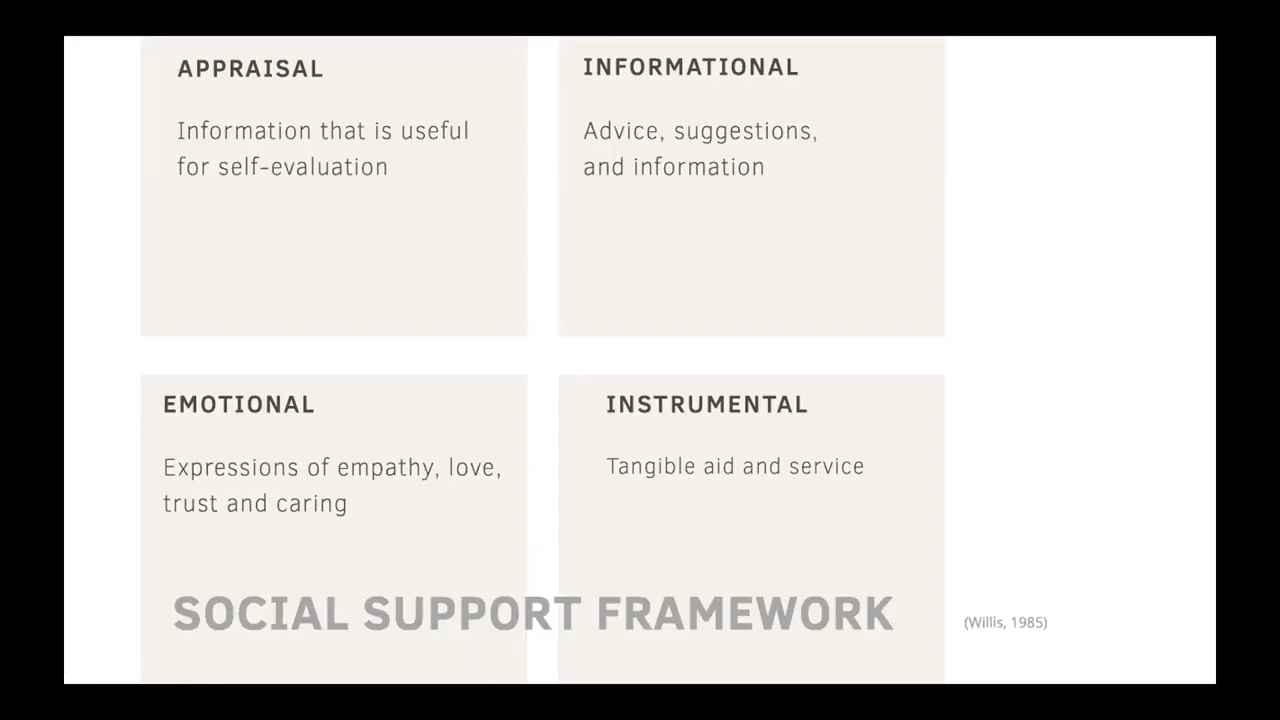 APPRAISAL
Information that is useful
for self-evaluation
INFORMATIONAL
Advice, suggestions,
and information
EMOTIONAL
Expressions of empathy, love,
trust and caring
INSTRUMENTAL
Tangible aid and service
SOCIAL SUPPORT FRAMEWORK
(Willis, 1985)